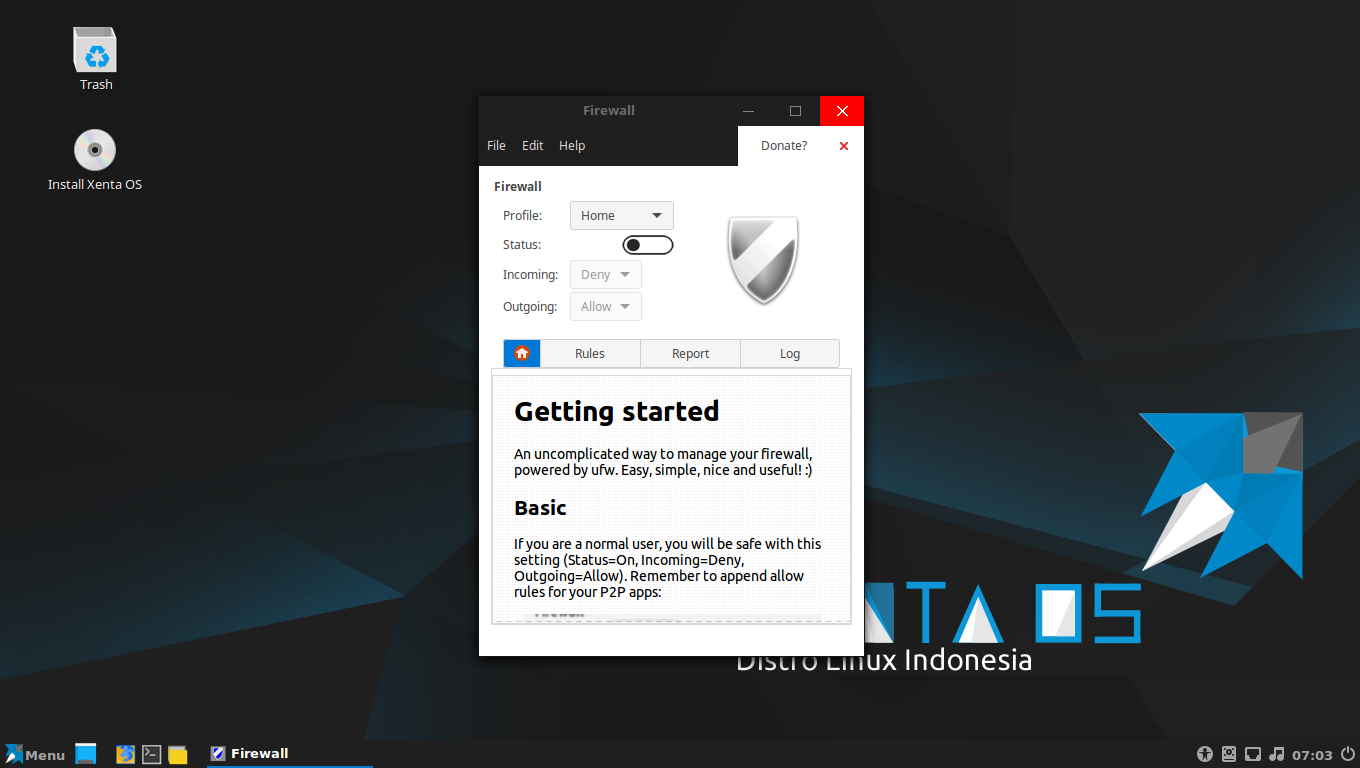 Trash
Install Xenta OS
Firewall
File Edit Help
Donate?
Firewall
Profile: Home
Status:
Incoming: Deny
Outgoing: Allow
Rules Report Log
Getting started
An uncomplicated way to manage your firewall,
powered by ufw. Easy, simple, nice and useful! :)
Basic
If you are a normal user, you will be safe with this
setting (Status=On, Incoming=Deny,
Outgoing=Allow). Remember to append allow
rules for your P2P apps:
NTA OS
Distro Linux Indonesia
Menu
Firewall
07:03